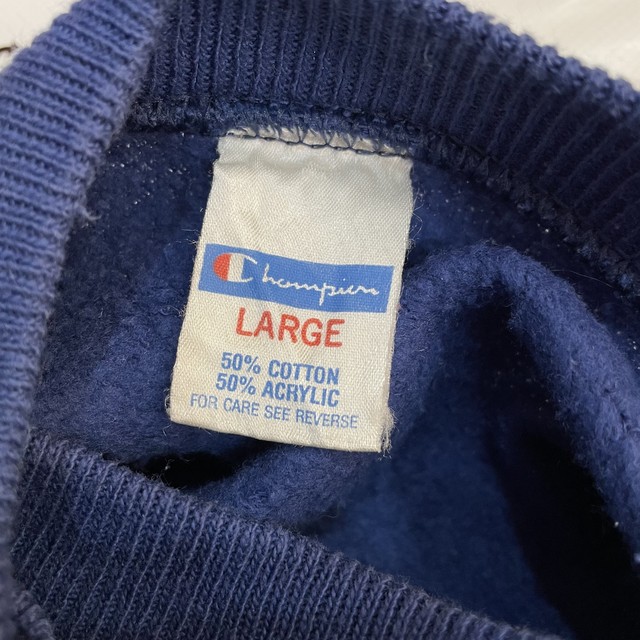 Champion
LARGE
50% COTTON
50% ACRYLIC
FOR CARE SEE REVERSE